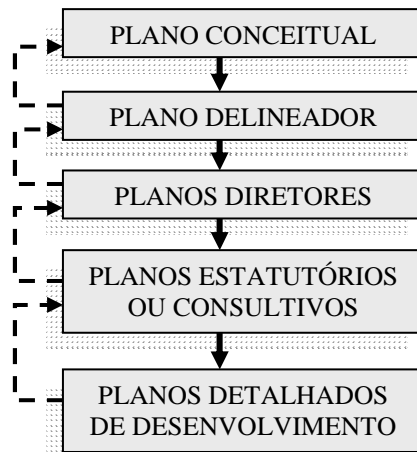 PLANO CONCEITUAL
PLANO DELINEADOR
PLANOS DIRETORES
PLANOS ESTATUTÓRIOS
OU CONSULTIVOS
PLANOS DETALHADOS
DE DESENVOLVIMENTO